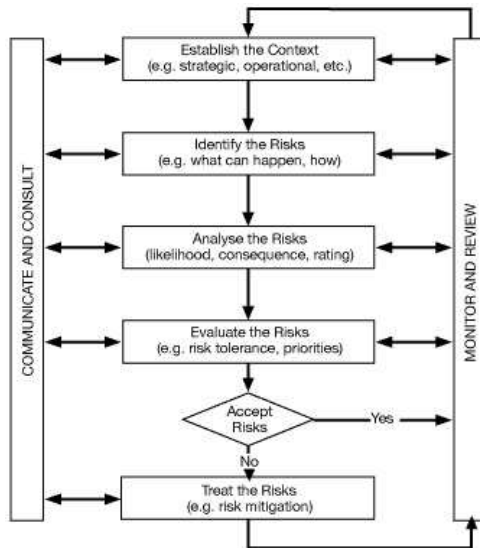 COMMUNICATE AND CONSULT
Establish the Context
(e.g. strategic, operational, etc.)
Identify the Risks
(e.g. what can happen, how)
Analyse the Risks
(likelihood, consequence, rating)
Evaluate the Risks
(e.g. risk tolerance, priorities)
Accept
Risks
Yes
No
Treat the Risks
(e.g. risk mitigation)
MONITOR AND REVIEW